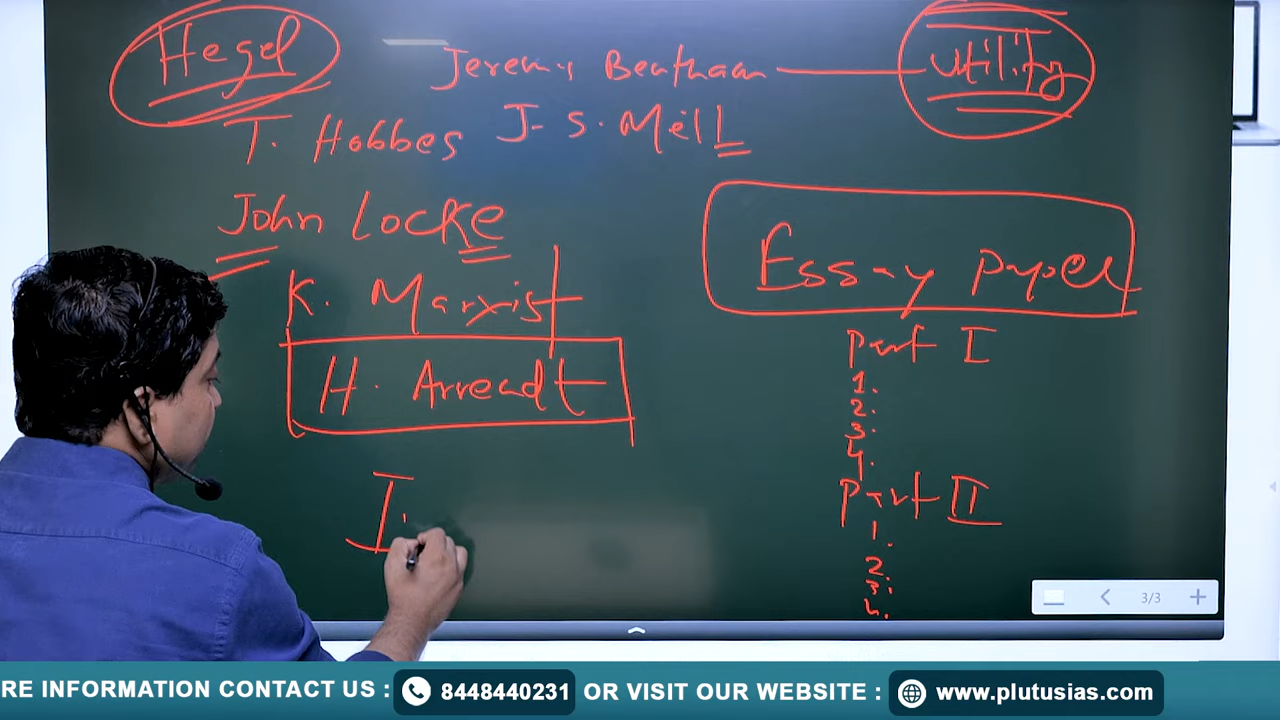 Hegel
Jeremy Bentham — Utility
T. Hobbes J. S. Mill
John Locke
K. Marxist
H. Arreadt
I.
Essay paper
Part I
1.
2.
3.
4.
Part II
1.
2.
3.
4.
3/3
RE INFORMATION CONTACT US : 8448440231 OR VISIT OUR WEBSITE : www.plutusias.com